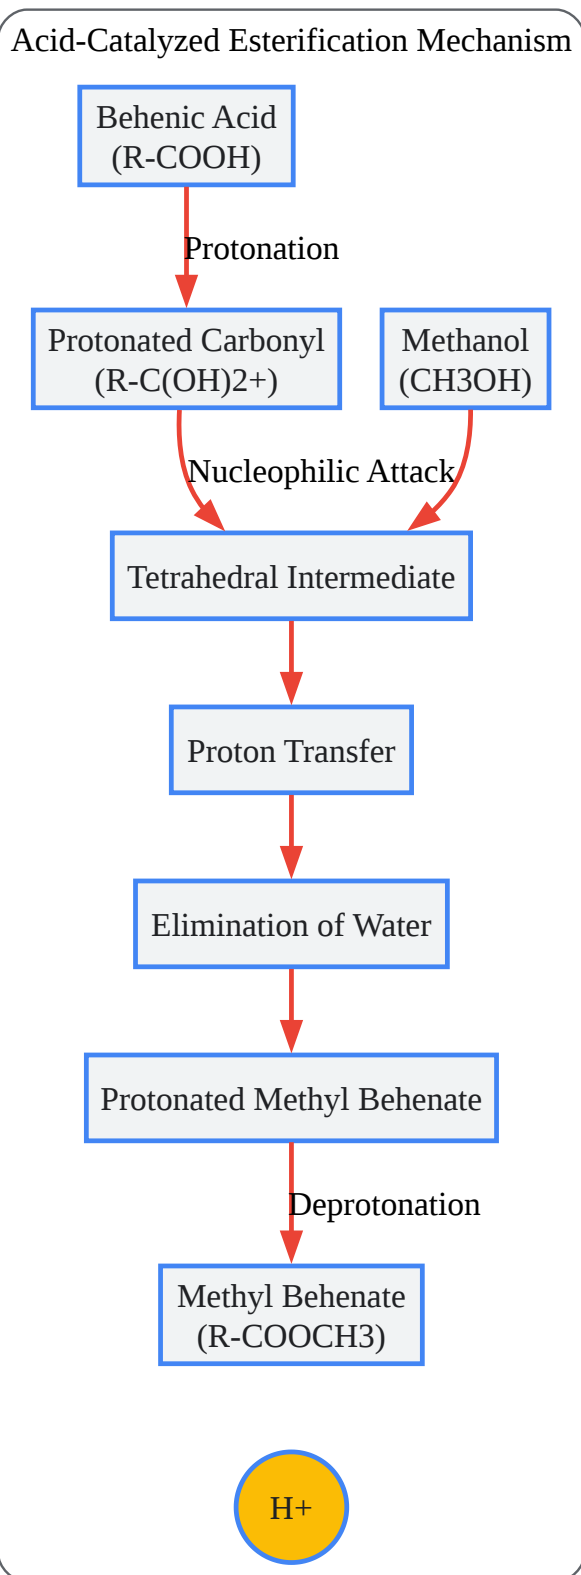 Acid-Catalyzed Esterification Mechanism
Behenic Acid
(R-COOH)
Protonation
Protonated Carbonyl
(R-C(OH)2+)
Methanol
(CH3OH)
Nucleophilic Attack
Tetrahedral Intermediate
Proton Transfer
Elimination of Water
Protonated Methyl Behenate
Deprotonation
Methyl Behenate
(R-COOCH3)
H+